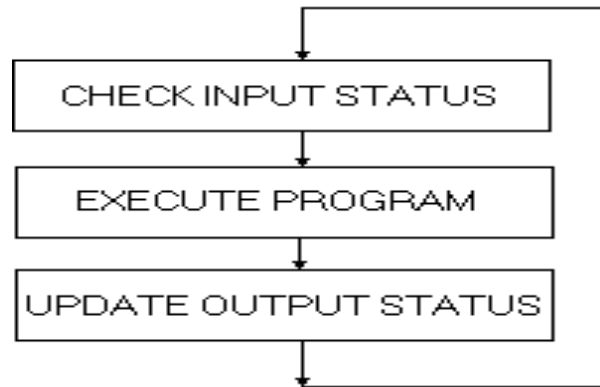 CHECK INPUT STATUS
EXECUTE PROGRAM
UPDATE OUTPUT STATUS